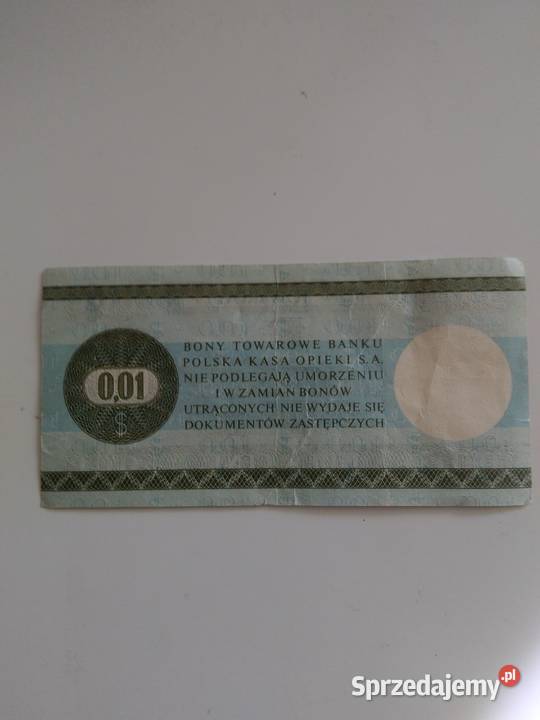 BONY TOWAROWE BANKU
POLSKA KASA OPIEKI S.A.
NIE PODLEGAJĄ UMORZENIU
I W ZAMIAN BONÓW
UTRĄCONYCH NIE WYDAJE SIĘ
DOKUMENTÓW ZASTĘPCZYCH
0,01
$
Sprzedajemy.pl